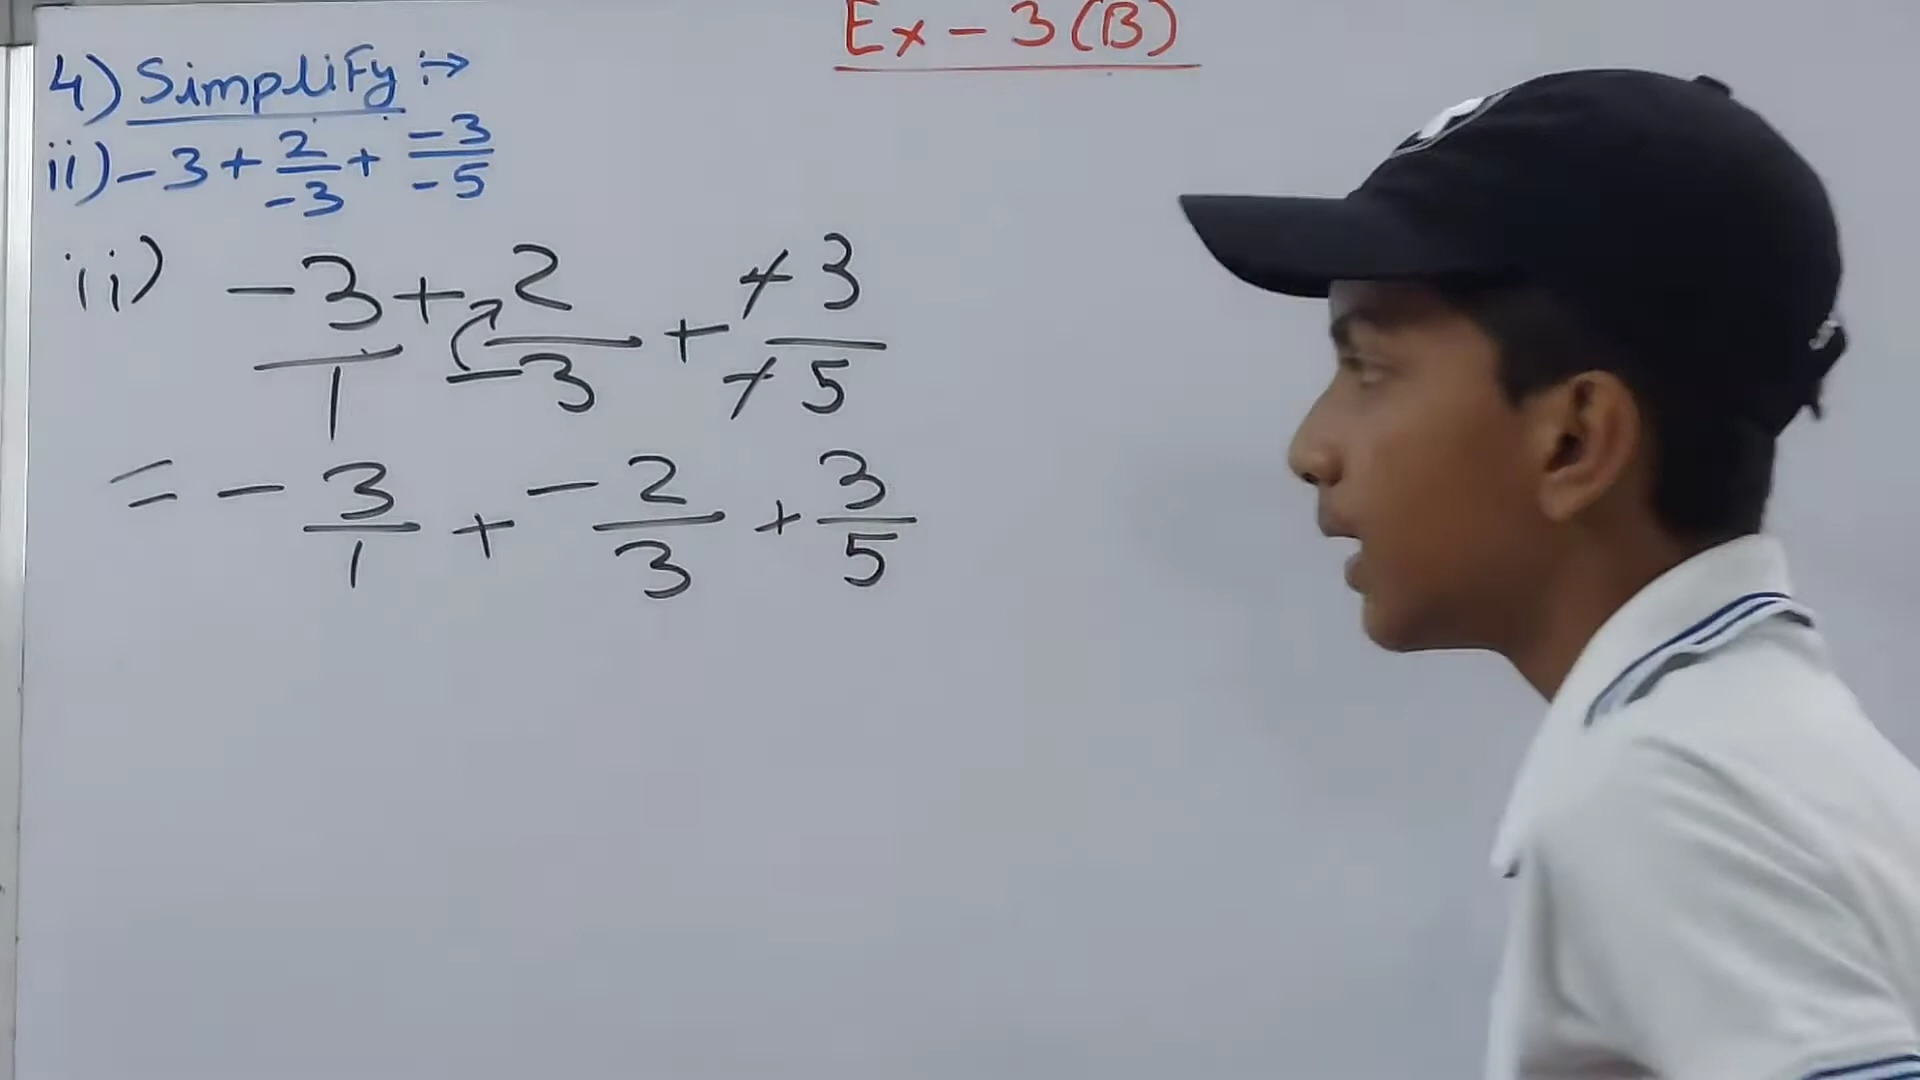 Ex - 3 (B)
4) Simplify :→
ii) -3 + 2/-3 + -3/-5
ii) -3/1 + 2/-3 + -3/-5
= -3/1 + -2/3 + 3/5